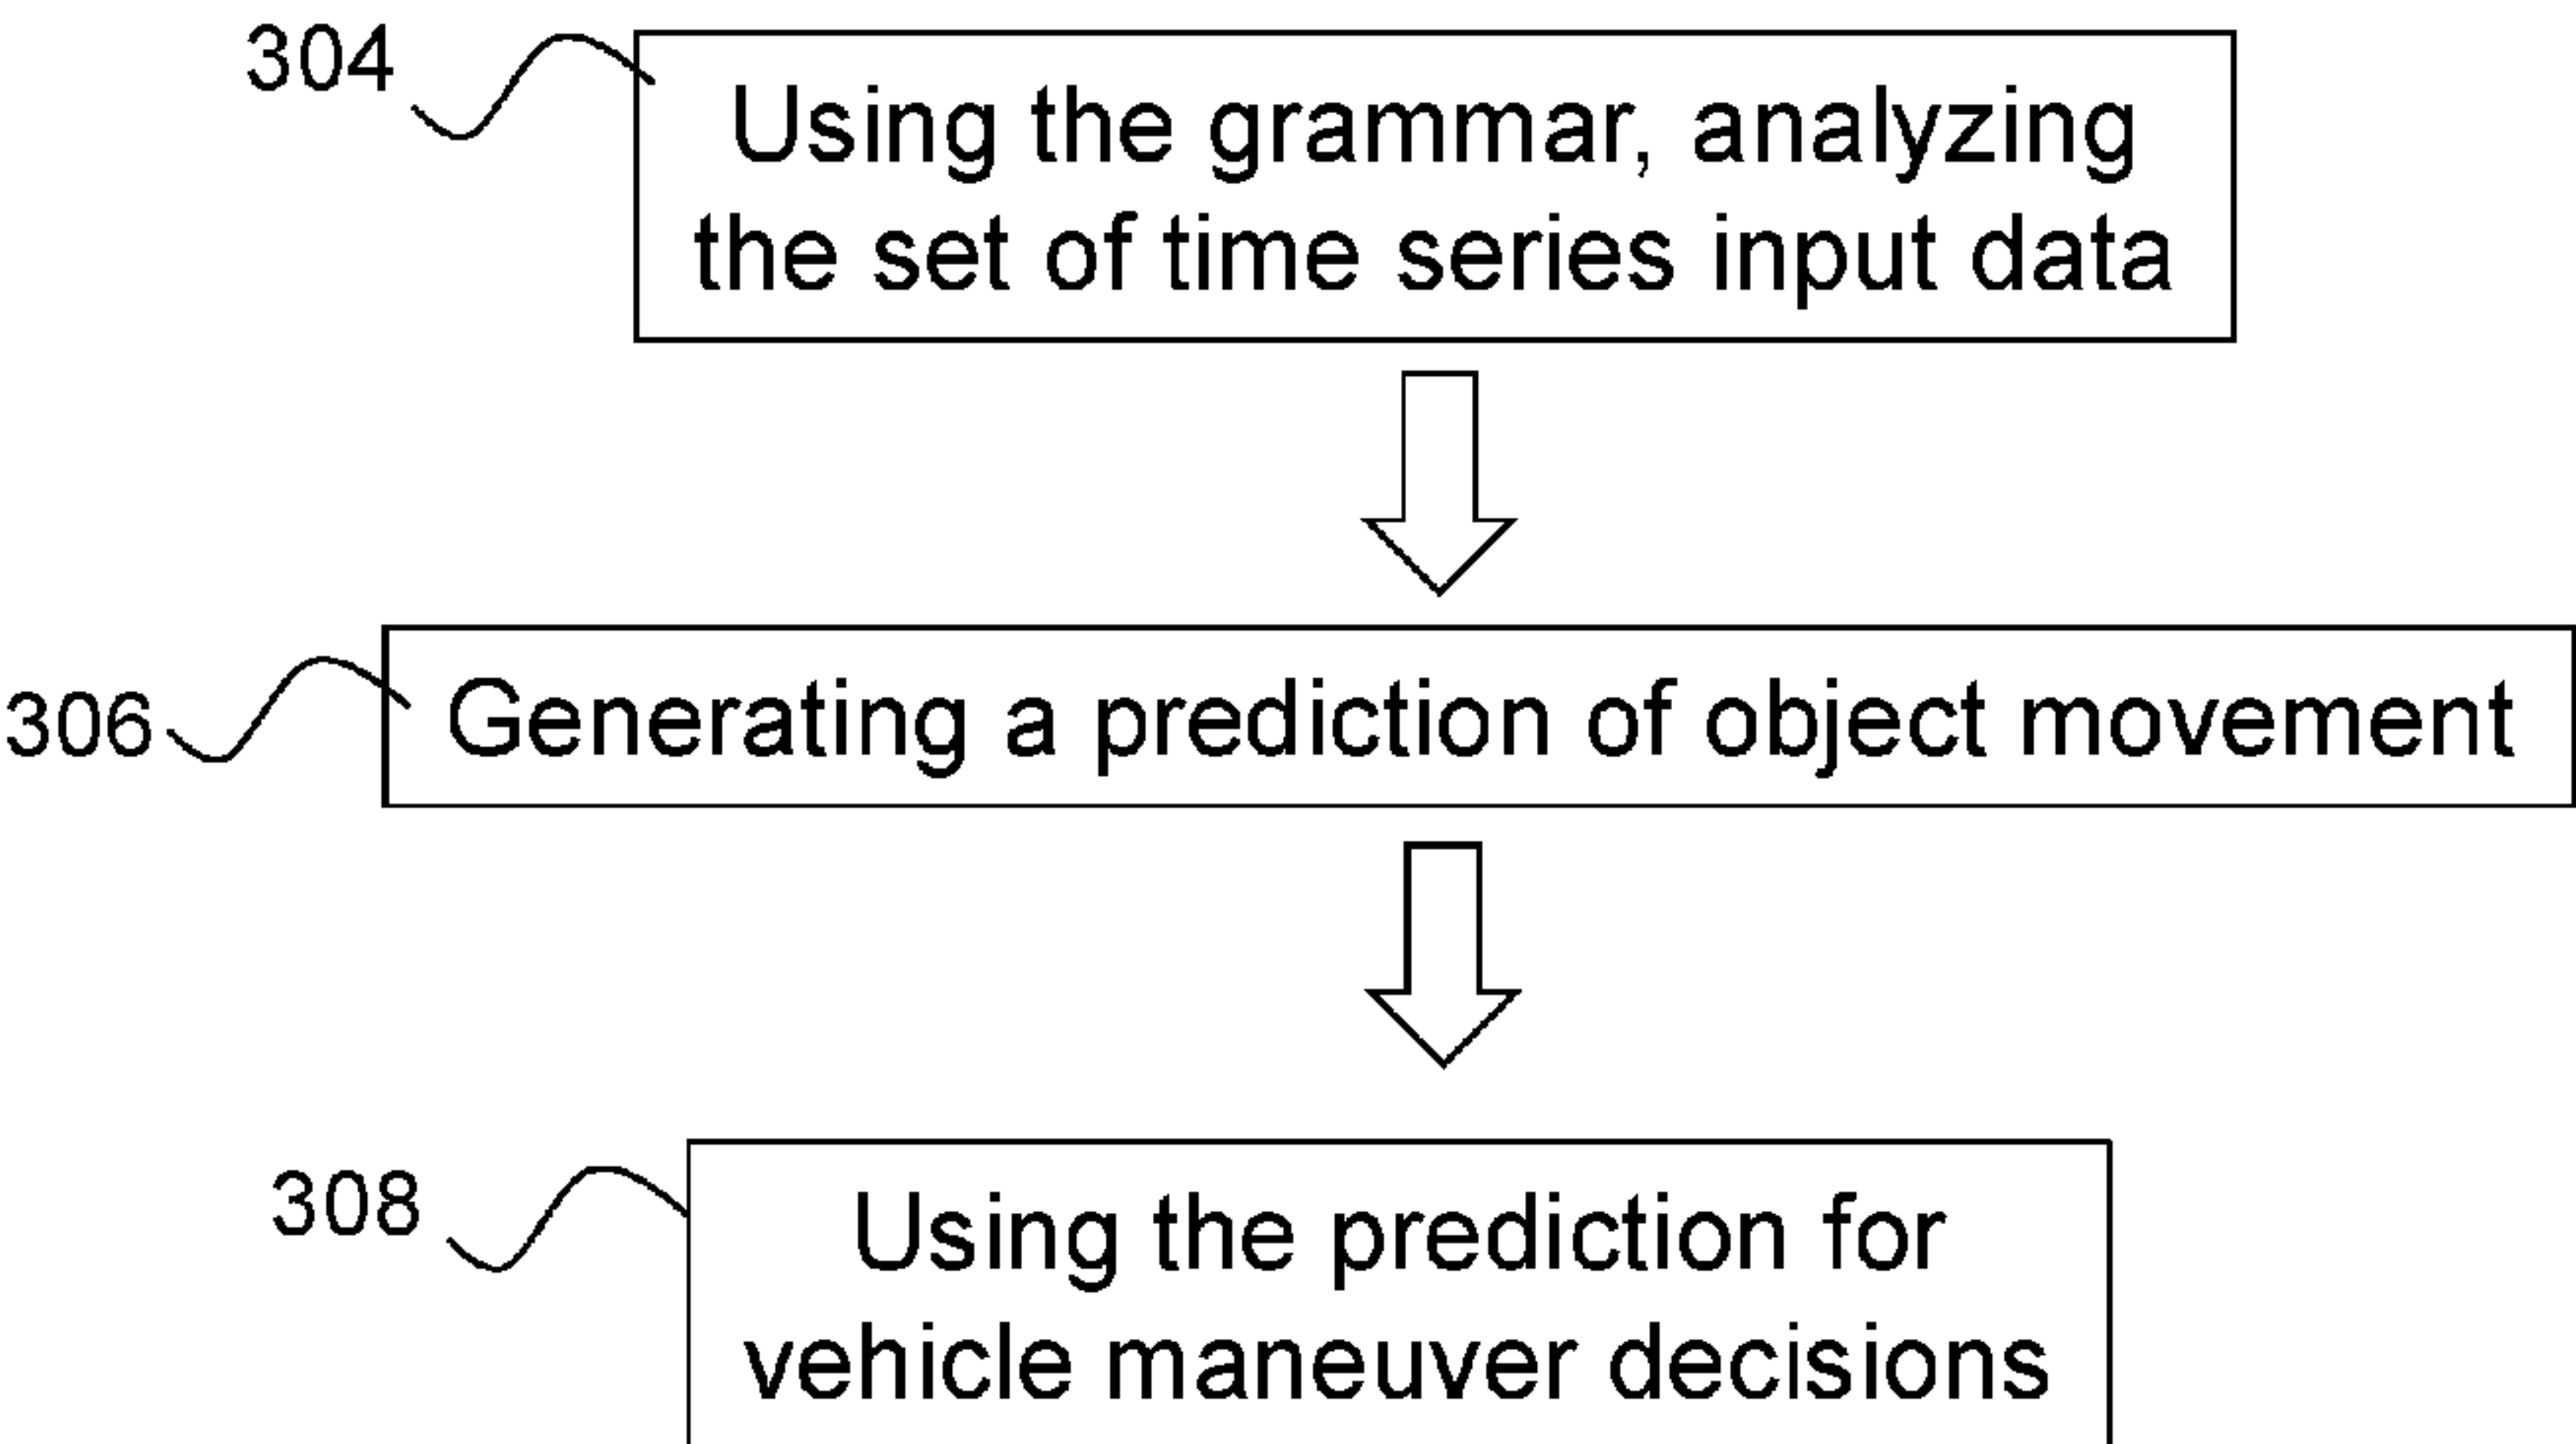 304
Using the grammar, analyzing
the set of time series input data
306
Generating a prediction of object movement
308
Using the prediction for
vehicle maneuver decisions